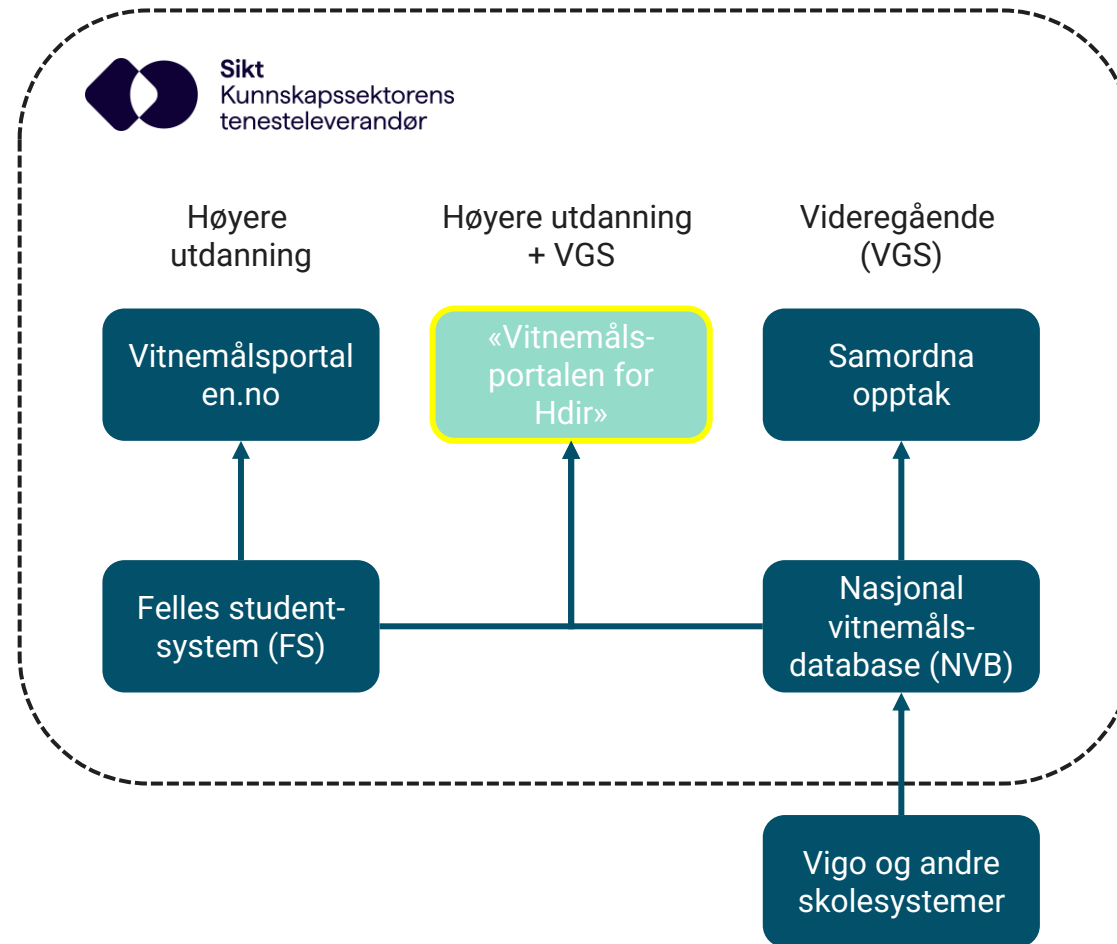 Sikt
Kunnskapssektorens
tenesteleverandør
Høyere
utdanning
Høyere utdanning
+ VGS
Videregående
(VGS)
Vitnemålsportal
en.no
«Vitnemåls-
portalen for
Hdir»
Samordna
opptak
Felles student-
system (FS)
Nasjonal
vitnemåls-
database (NVB)
Vigo og andre
skolesystemer